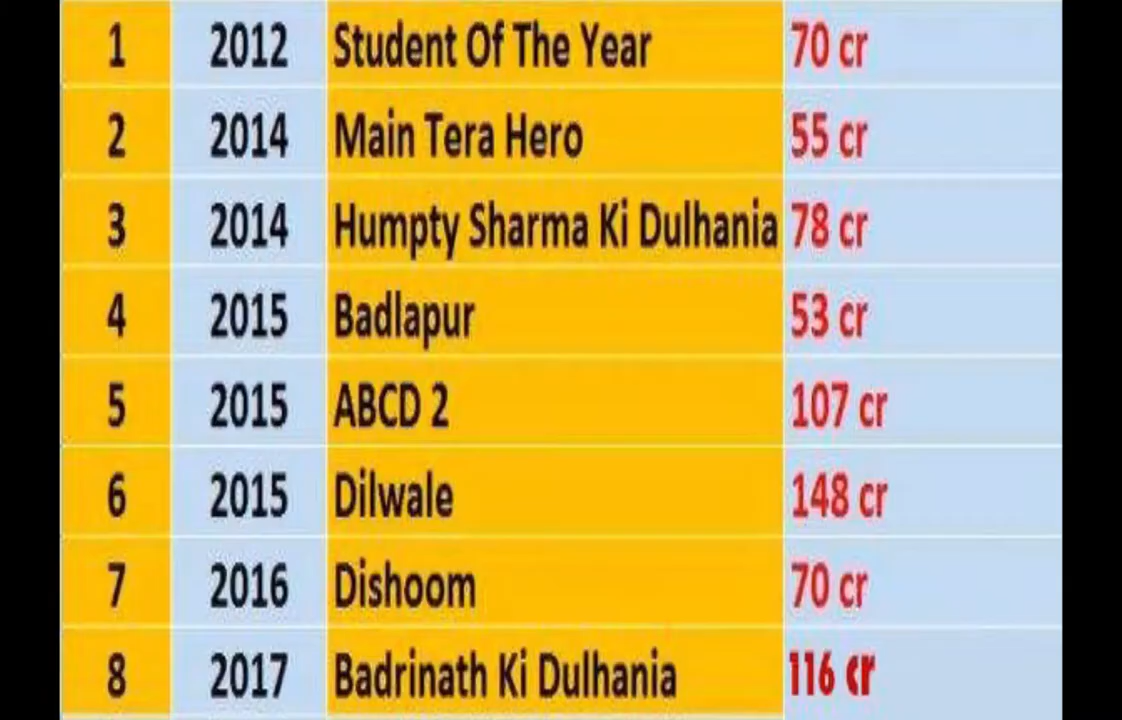 1 2012 Student Of The Year 70 cr
2 2014 Main Tera Hero 55 cr
3 2014 Humpty Sharma Ki Dulhania 78 cr
4 2015 Badlapur 53 cr
5 2015 ABCD 2 107 cr
6 2015 Dilwale 148 cr
7 2016 Dishoom 70 cr
8 2017 Badrinath Ki Dulhania 116 cr